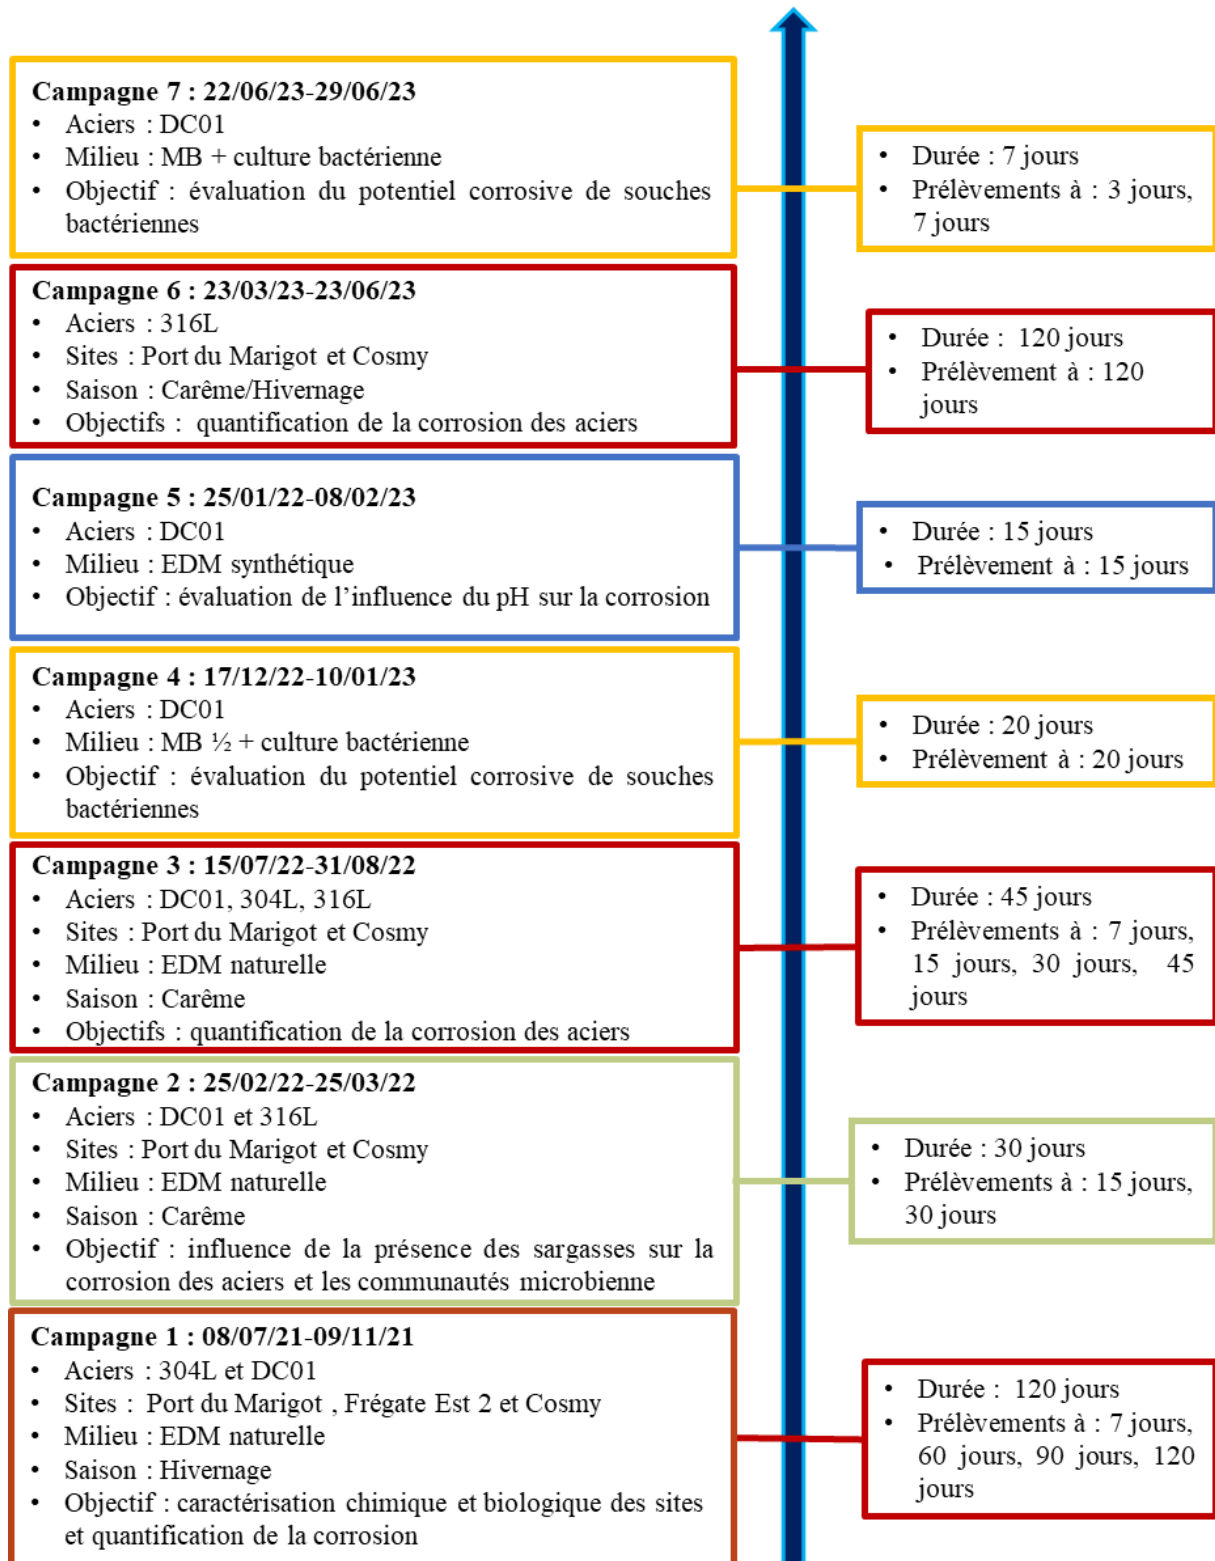 Campagne 7 : 22/06/23-29/06/23
• Aciers : DC01
• Milieu : MB + culture bactérienne
• Objectif : évaluation du potentiel corrosive de souches
bactériennes
• Durée : 7 jours
• Prélèvements à : 3 jours,
7 jours
Campagne 6 : 23/03/23-23/06/23
• Aciers : 316L
• Sites : Port du Marigot et Cosmy
• Saison : Carême/Hivernage
• Objectifs : quantification de la corrosion des aciers
• Durée : 120 jours
• Prélèvement à : 120
jours
Campagne 5 : 25/01/22-08/02/23
• Aciers : DC01
• Milieu : EDM synthétique
• Objectif : évaluation de l’influence du pH sur la corrosion
• Durée : 15 jours
• Prélèvement à : 15 jours
Campagne 4 : 17/12/22-10/01/23
• Aciers : DC01
• Milieu : MB ½ + culture bactérienne
• Objectif : évaluation du potentiel corrosive de souches
bactériennes
• Durée : 20 jours
• Prélèvement à : 20 jours
Campagne 3 : 15/07/22-31/08/22
• Aciers : DC01, 304L, 316L
• Sites : Port du Marigot et Cosmy
• Milieu : EDM naturelle
• Saison : Carême
• Objectifs : quantification de la corrosion des aciers
• Durée : 45 jours
• Prélèvements à : 7 jours,
15 jours, 30 jours, 45
jours
Campagne 2 : 25/02/22-25/03/22
• Aciers : DC01 et 316L
• Sites : Port du Marigot et Cosmy
• Milieu : EDM naturelle
• Saison : Carême
• Objectif : influence de la présence des sargasses sur la
corrosion des aciers et les communautés microbienne
• Durée : 30 jours
• Prélèvements à : 15 jours,
30 jours
Campagne 1 : 08/07/21-09/11/21
• Aciers : 304L et DC01
• Sites : Port du Marigot , Frégate Est 2 et Cosmy
• Milieu : EDM naturelle
• Saison : Hivernage
• Objectif : caractérisation chimique et biologique des sites
et quantification de la corrosion
• Durée : 120 jours
• Prélèvements à : 7 jours,
60 jours, 90 jours, 120
jours